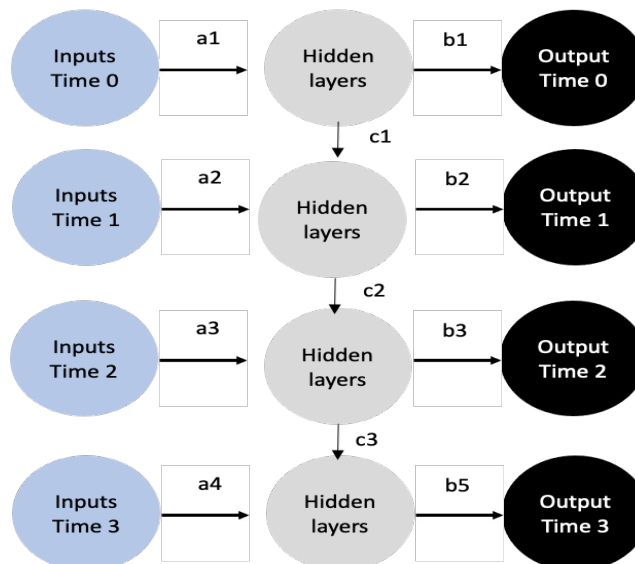 Inputs
Time 0
a1
Hidden
layers
b1
Output
Time 0
c1
Inputs
Time 1
a2
Hidden
layers
b2
Output
Time 1
c2
Inputs
Time 2
a3
Hidden
layers
b3
Output
Time 2
c3
Inputs
Time 3
a4
Hidden
layers
b5
Output
Time 3